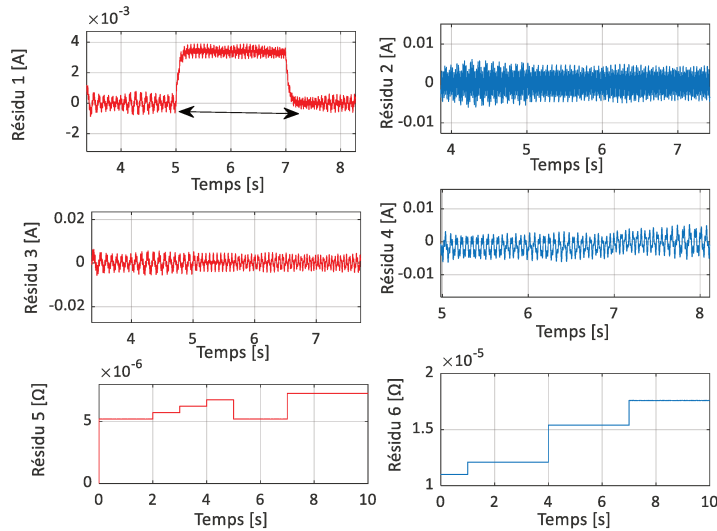 ×10⁻³
4
2
0
-2
Résidu 1 [A]
4 5 6 7 8
Temps [s]
0.01
0
-0.01
Résidu 2 [A]
4 5 6 7
Temps [s]
0.02
0
-0.02
Résidu 3 [A]
4 5 6 7
Temps [s]
0.01
0
-0.01
Résidu 4 [A]
5 6 7 8
Temps [s]
×10⁻⁶
5
0
Résidu 5 [Ω]
0 2 4 6 8 10
Temps [s]
×10⁻⁵
2
1.5
1
Résidu 6 [Ω]
0 2 4 6 8 10
Temps [s]